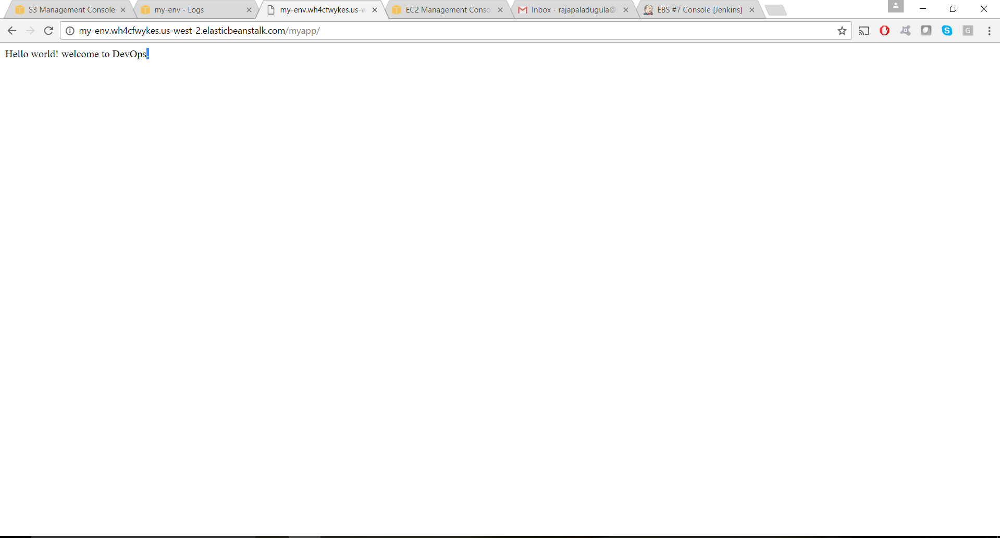 S3 Management Console
my-env - Logs
my-env.wh4cfwykes.us-w
EC2 Management Conso
Inbox - rajapaladugula@
EBS #7 Console [Jenkins]
my-env.wh4cfwykes.us-west-2.elasticbeanstalk.com/myapp/
Hello world! welcome to DevOps.